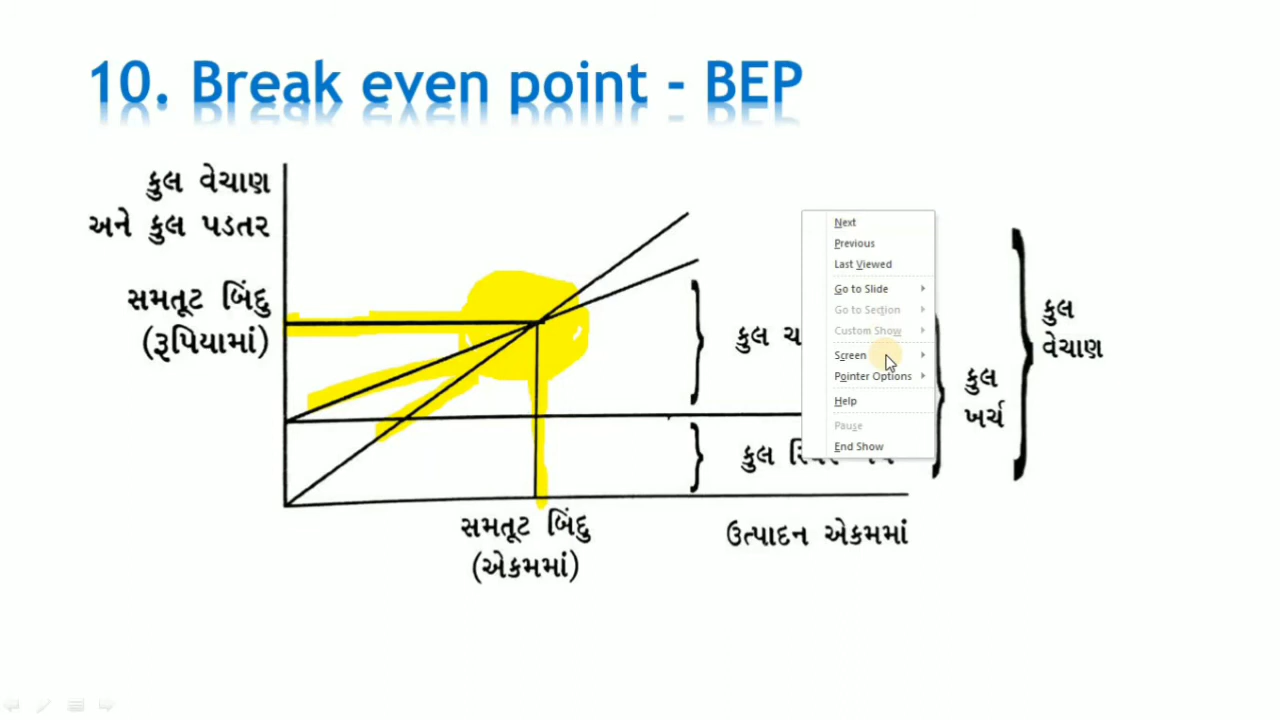 10. Break even point - BEP
કુલ વેચાણ
અને કુલ પડતર
સમતૂટ બિંદુ
(રૂપિયામાં)
કુલ
કુલ
વેચાણ
કુલ
ખર્ચ
કુલ
સમતૂટ બિંદુ
(એકમમાં)
ઉત્પાદન એકમમાં
Next
Previous
Last Viewed
Go to Slide
Go to Section
Custom Show
Screen
Pointer Options
Help
Pause
End Show